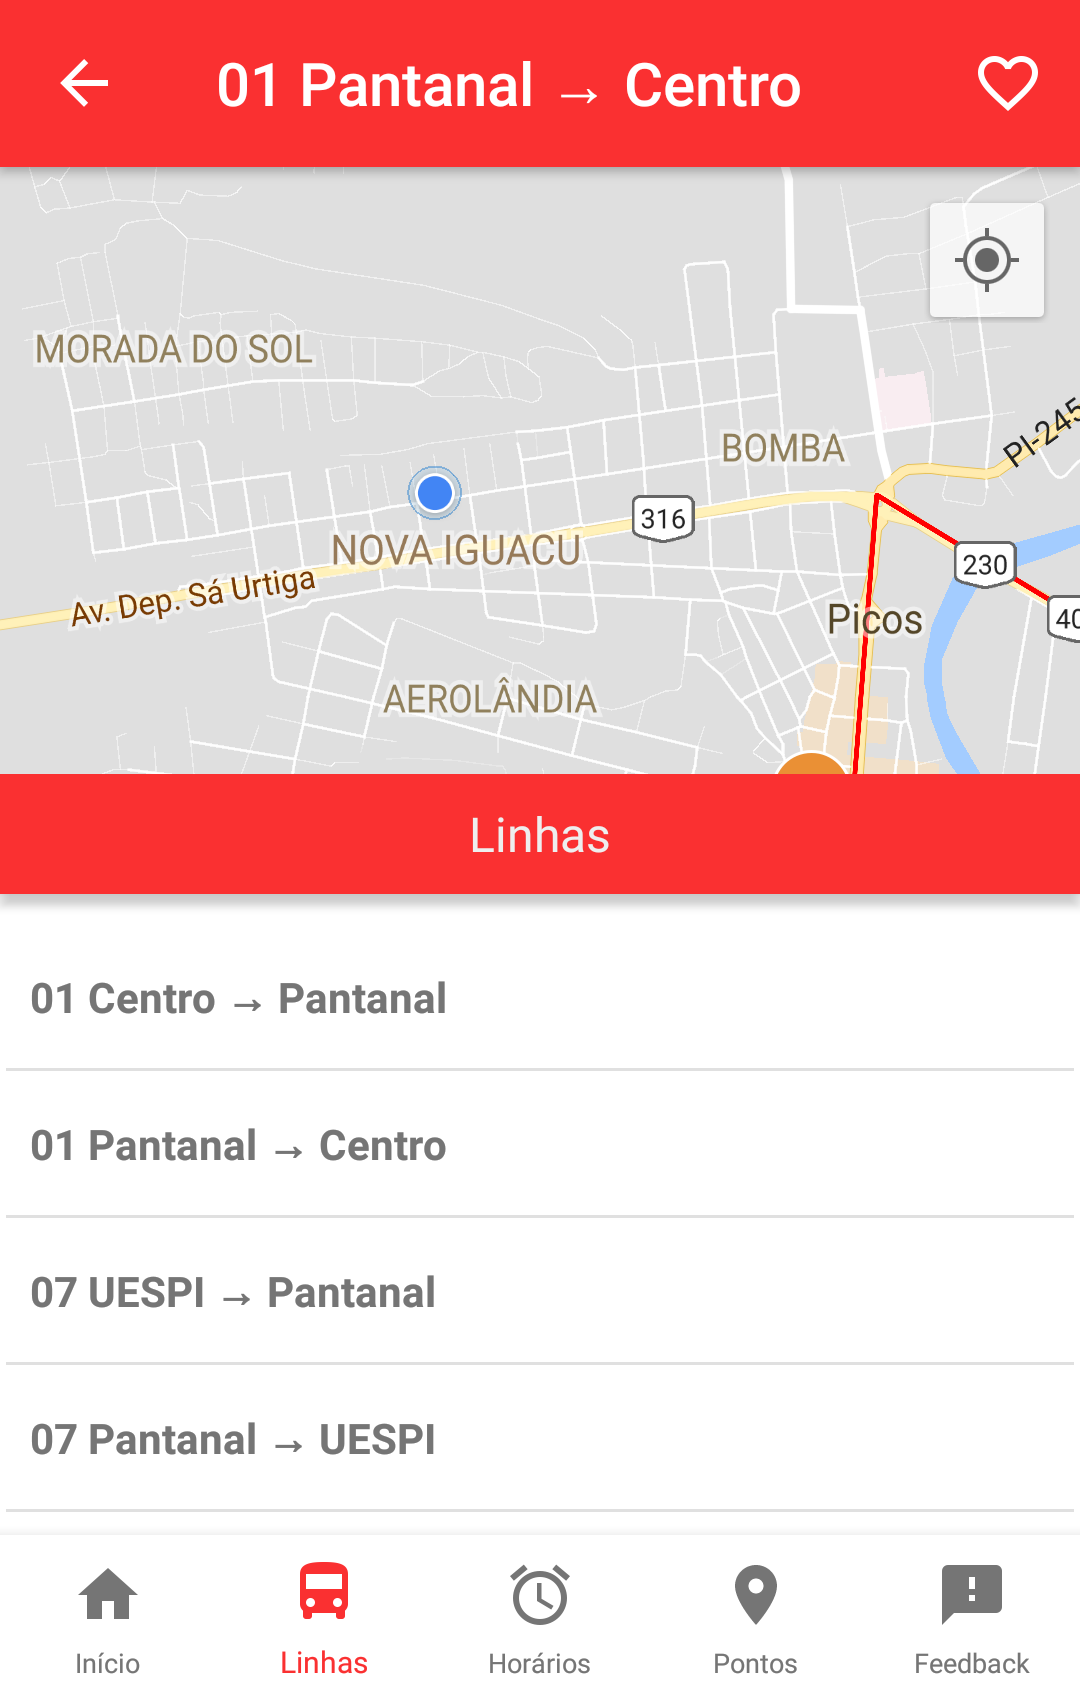 01 Pantanal → Centro
MORADA DO SOL
PI-245
BOMBA
316
NOVA IGUACU
230
Av. Dep. Sá Urtiga
Picos
40
AEROLÂNDIA
Linhas
01 Centro → Pantanal
01 Pantanal → Centro
07 UESPI → Pantanal
07 Pantanal → UESPI
Início
Linhas
Horários
Pontos
Feedback